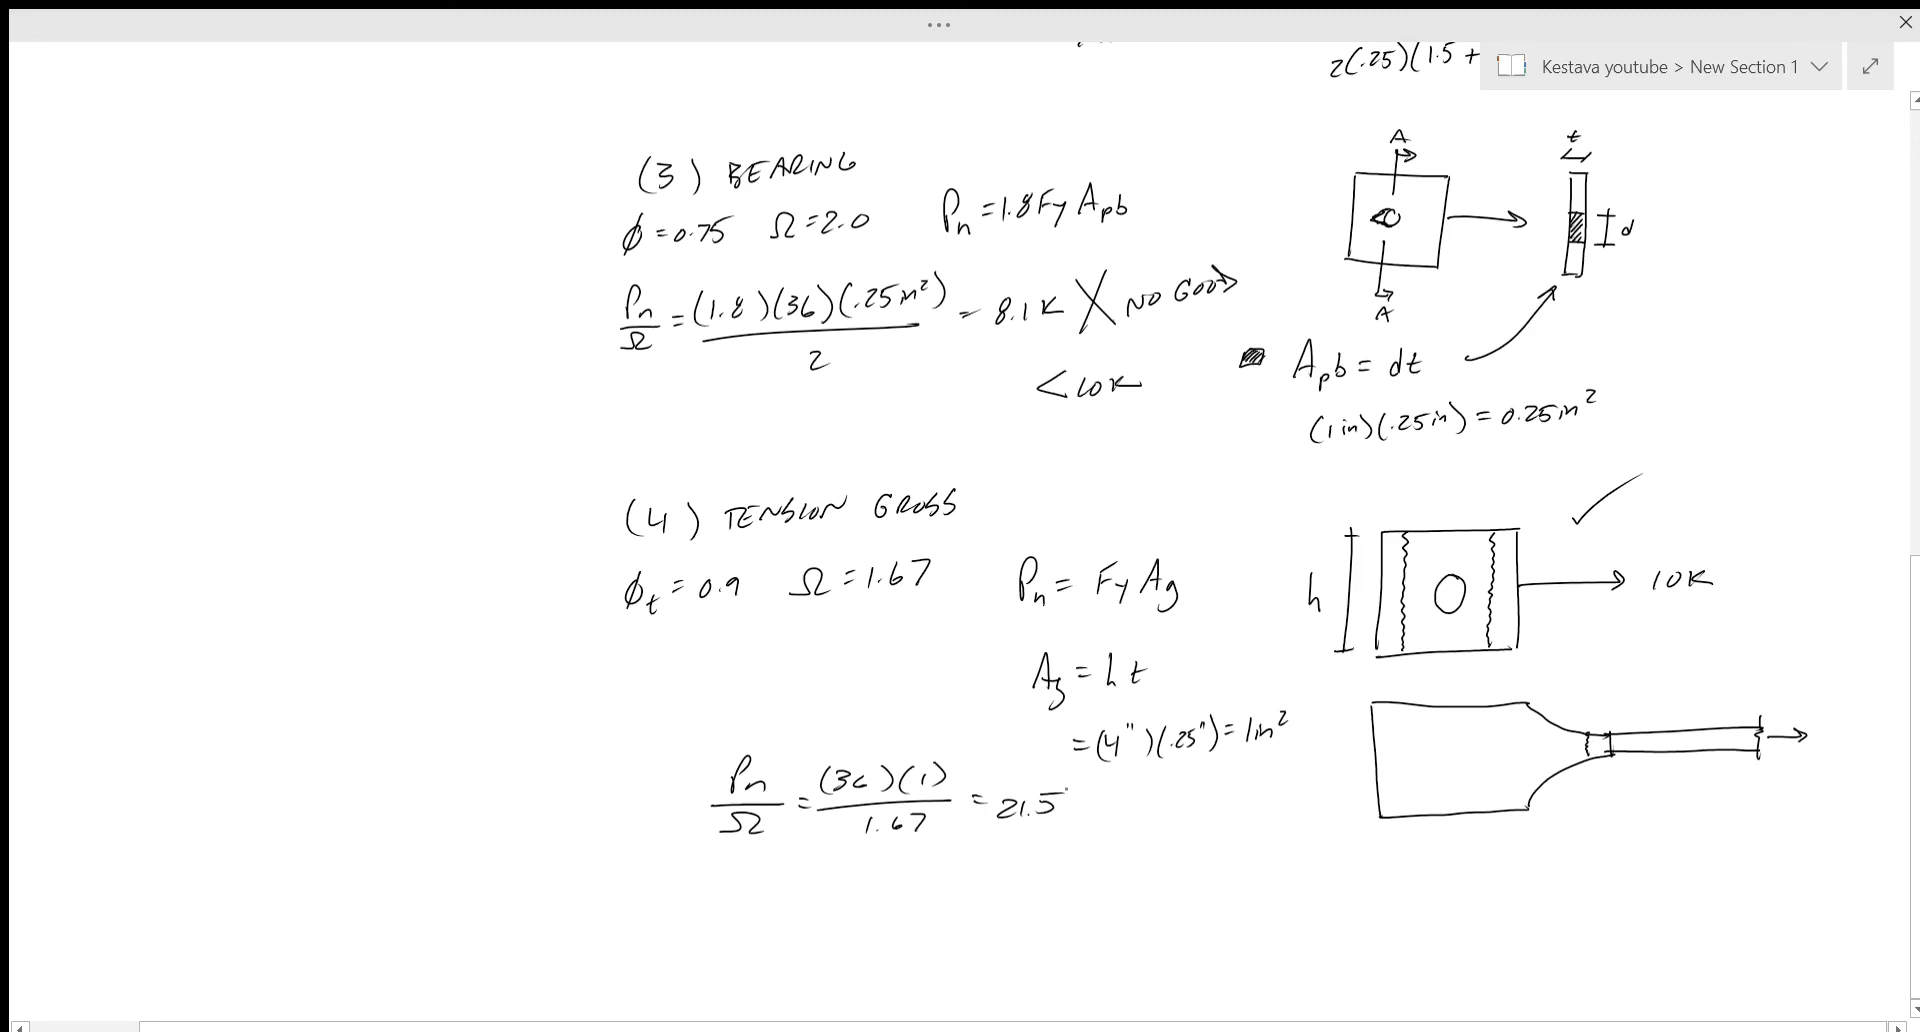 2(.25)(1.5 +
Kestava youtube > New Section 1
(3) BEARING
φ = 0.75 Ω = 2.0 Pn = 1.8 Fy Apb
Pn/Ω = (1.8)(36)(.25in²)/2 = 8.1K X NO GOOD
< 10K
A
A
t
d
Apb = dt
(1in)(.25in) = 0.25in²
(4) TENSION GROSS
φt = 0.9 Ω = 1.67 Pn = Fy Ag
h
10K
Ag = ht
= (4")(.25") = 1in²
Pn/Ω = (36)(1)/1.67 = 21.5